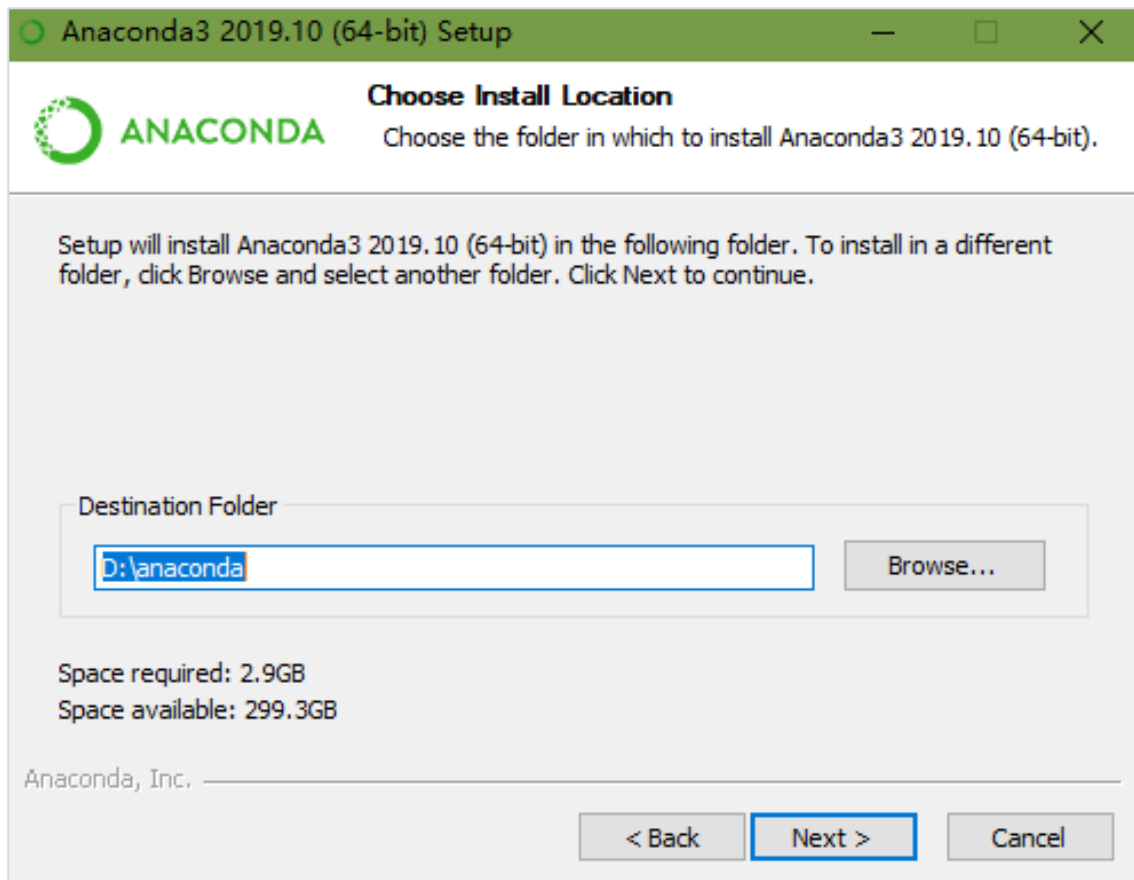 Anaconda3 2019.10 (64-bit) Setup
ANACONDA
Choose Install Location
Choose the folder in which to install Anaconda3 2019.10 (64-bit).
Setup will install Anaconda3 2019.10 (64-bit) in the following folder. To install in a different
folder, click Browse and select another folder. Click Next to continue.
Destination Folder
D:\anaconda
Browse...
Space required: 2.9GB
Space available: 299.3GB
Anaconda, Inc.
< Back
Next >
Cancel